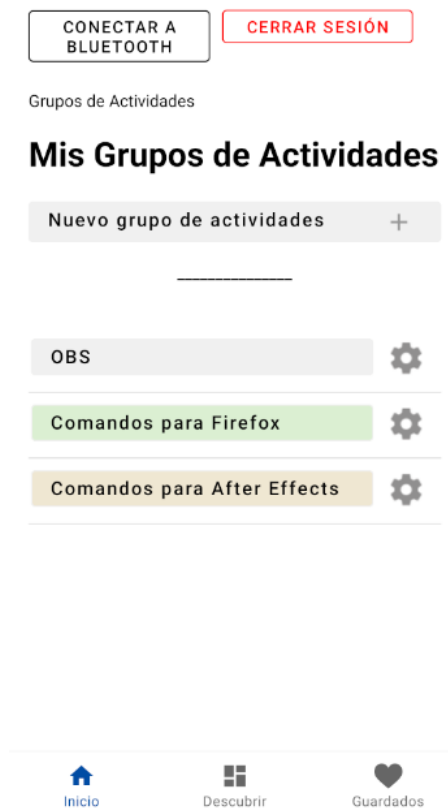 CONECTAR A
BLUETOOTH
CERRAR SESIÓN
Grupos de Actividades
Mis Grupos de Actividades
Nuevo grupo de actividades +
_______________
OBS
Comandos para Firefox
Comandos para After Effects
Inicio
Descubrir
Guardados